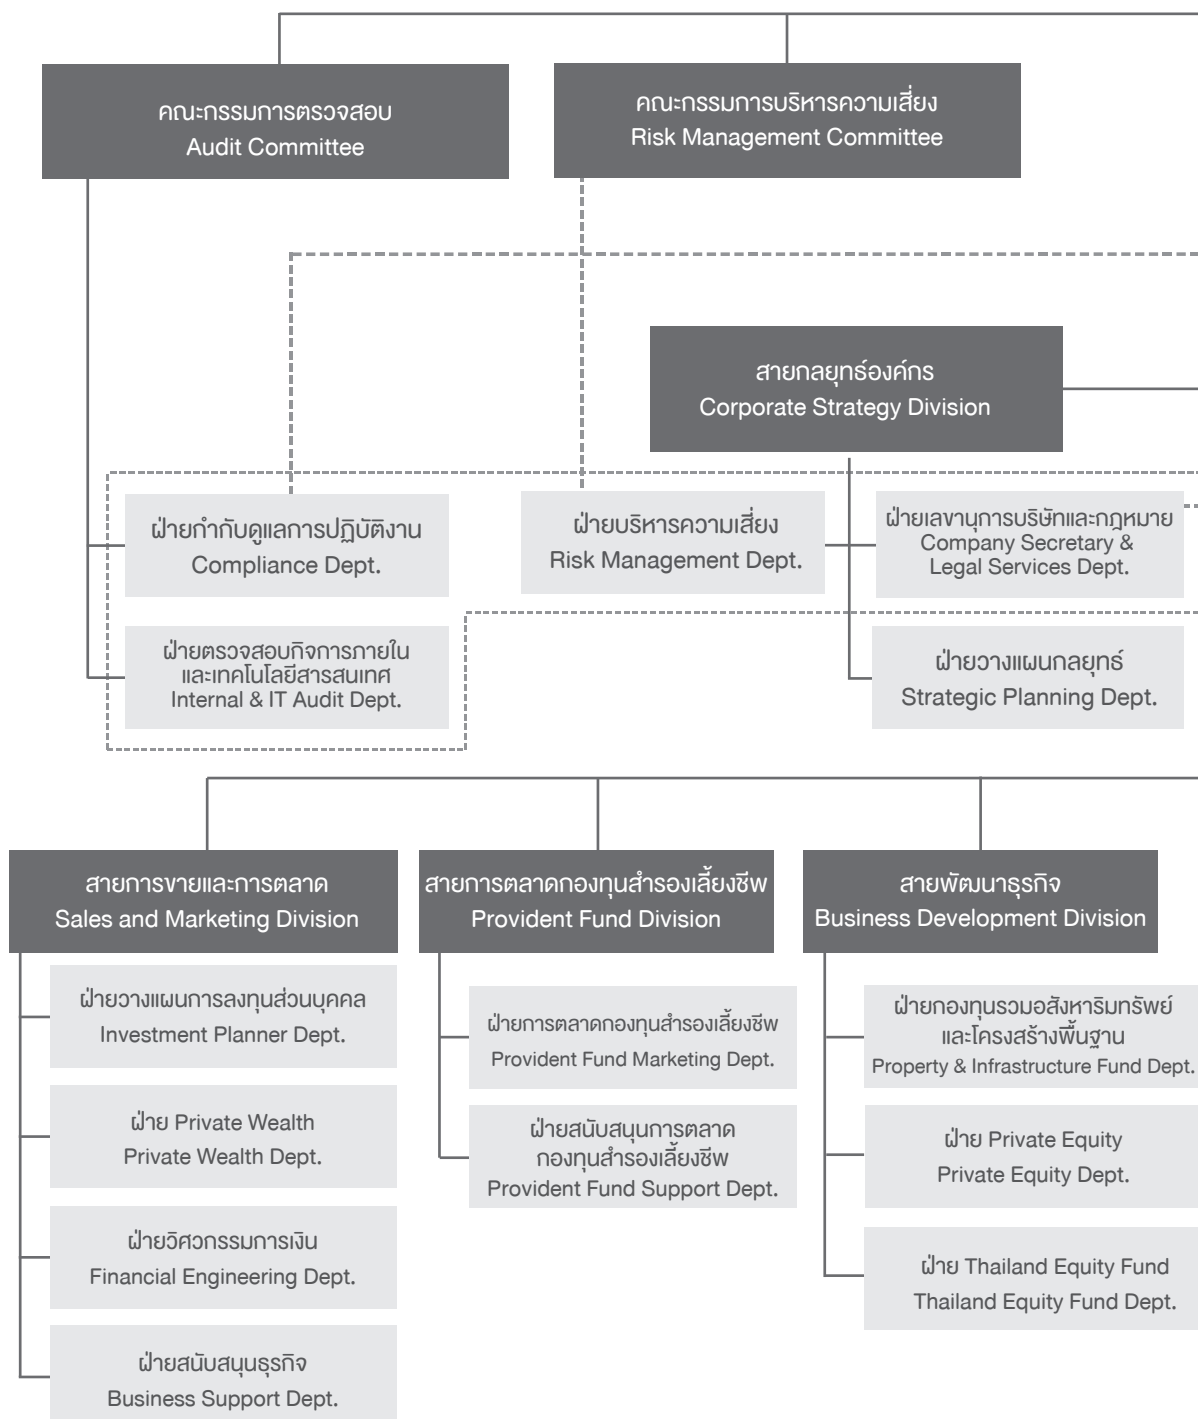 คณะกรรมการตรวจสอบ
Audit Committee
คณะกรรมการบริหารความเสี่ยง
Risk Management Committee
สายกลยุทธ์องค์กร
Corporate Strategy Division
ฝ่ายกำกับดูแลการปฏิบัติงาน
Compliance Dept.
ฝ่ายบริหารความเสี่ยง
Risk Management Dept.
ฝ่ายเลขานุการบริษัทและกฎหมาย
Company Secretary &
Legal Services Dept.
ฝ่ายตรวจสอบกิจการภายใน
และเทคโนโลยีสารสนเทศ
Internal & IT Audit Dept.
ฝ่ายวางแผนกลยุทธ์
Strategic Planning Dept.
สายการขายและการตลาด
Sales and Marketing Division
สายการตลาดกองทุนสำรองเลี้ยงชีพ
Provident Fund Division
สายพัฒนาธุรกิจ
Business Development Division
ฝ่ายวางแผนการลงทุนส่วนบุคคล
Investment Planner Dept.
ฝ่าย Private Wealth
Private Wealth Dept.
ฝ่ายวิศวกรรมการเงิน
Financial Engineering Dept.
ฝ่ายสนับสนุนธุรกิจ
Business Support Dept.
ฝ่ายการตลาดกองทุนสำรองเลี้ยงชีพ
Provident Fund Marketing Dept.
ฝ่ายสนับสนุนการตลาด
กองทุนสำรองเลี้ยงชีพ
Provident Fund Support Dept.
ฝ่ายกองทุนรวมอสังหาริมทรัพย์
และโครงสร้างพื้นฐาน
Property & Infrastructure Fund Dept.
ฝ่าย Private Equity
Private Equity Dept.
ฝ่าย Thailand Equity Fund
Thailand Equity Fund Dept.